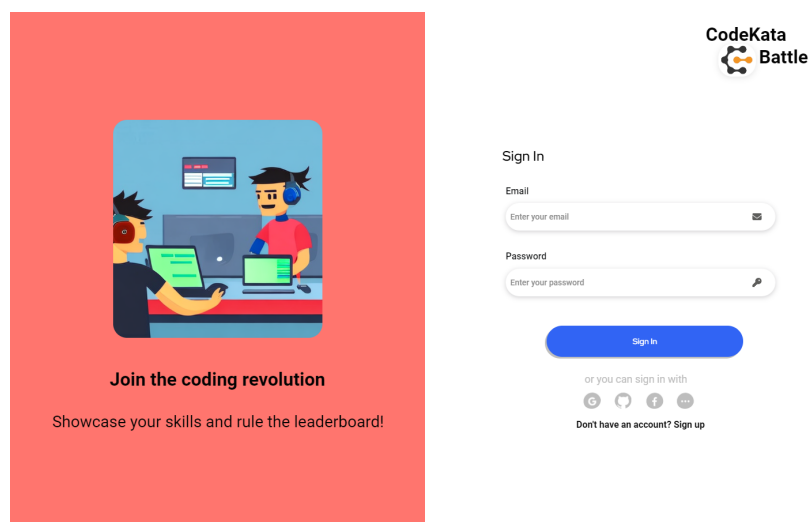 Join the coding revolution
Showcase your skills and rule the leaderboard!
CodeKata
Battle
Sign In
Email
Enter your email
Password
Enter your password
Sign In
or you can sign in with
Don't have an account? Sign up